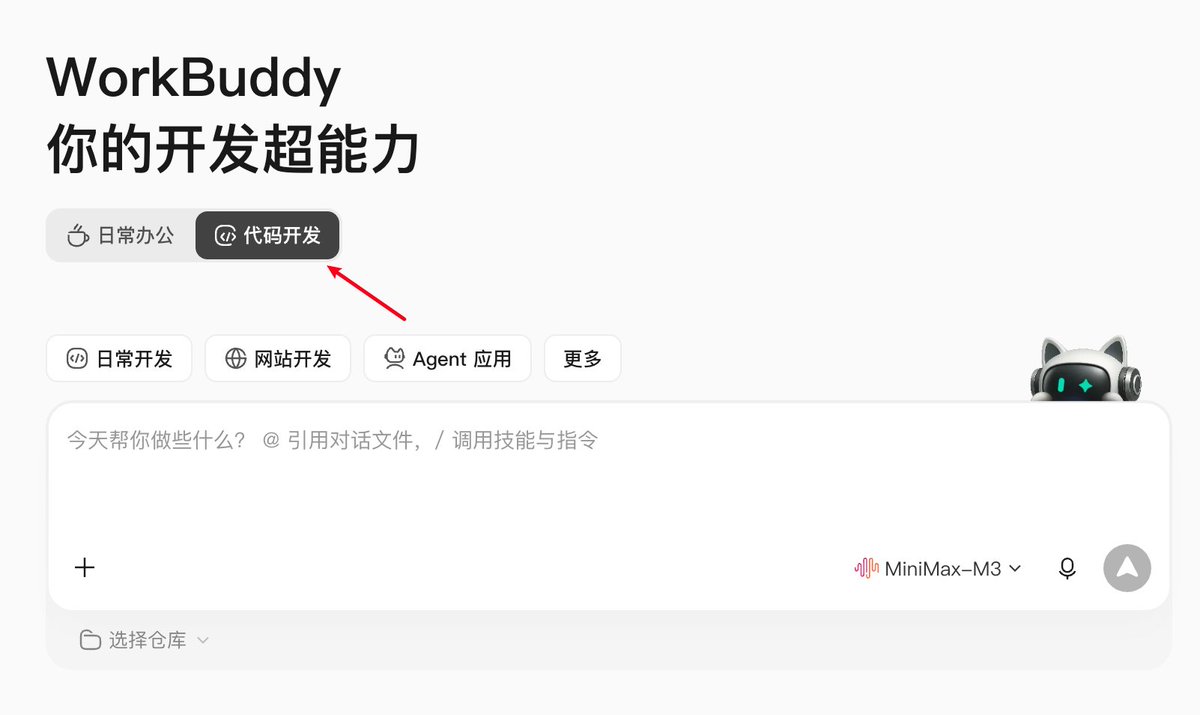 WorkBuddy
你的开发超能力
日常办公 代码开发
日常开发 网站开发 Agent 应用 更多
今天帮你做些什么? @ 引用对话文件, / 调用技能与指令
MiniMax-M3
选择仓库